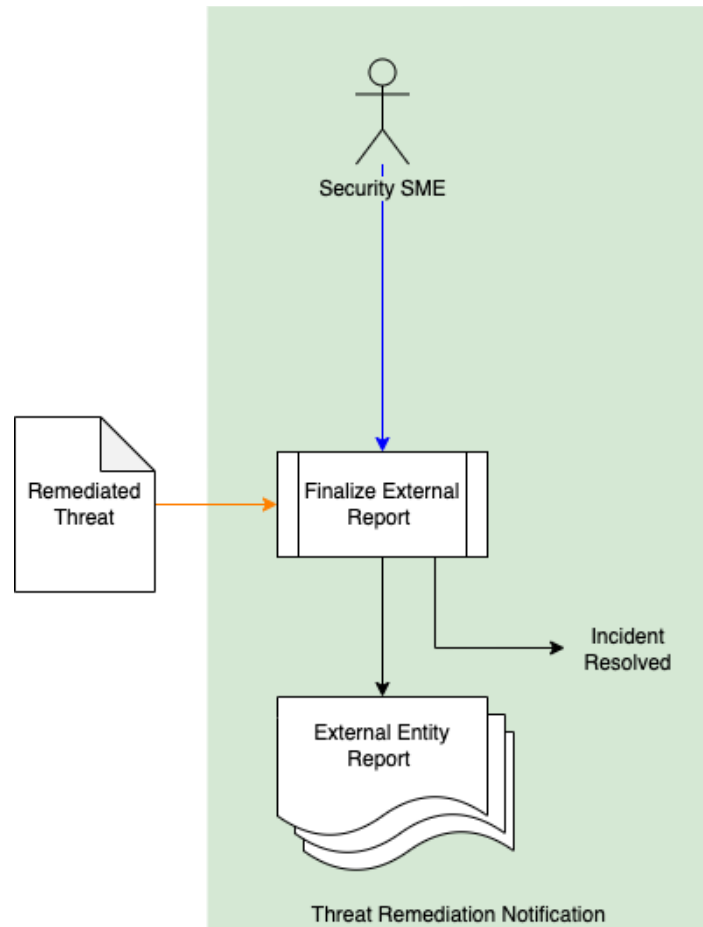 Security SME
Remediated
Threat
Finalize External
Report
Incident
Resolved
External Entity
Report
Threat Remediation Notification